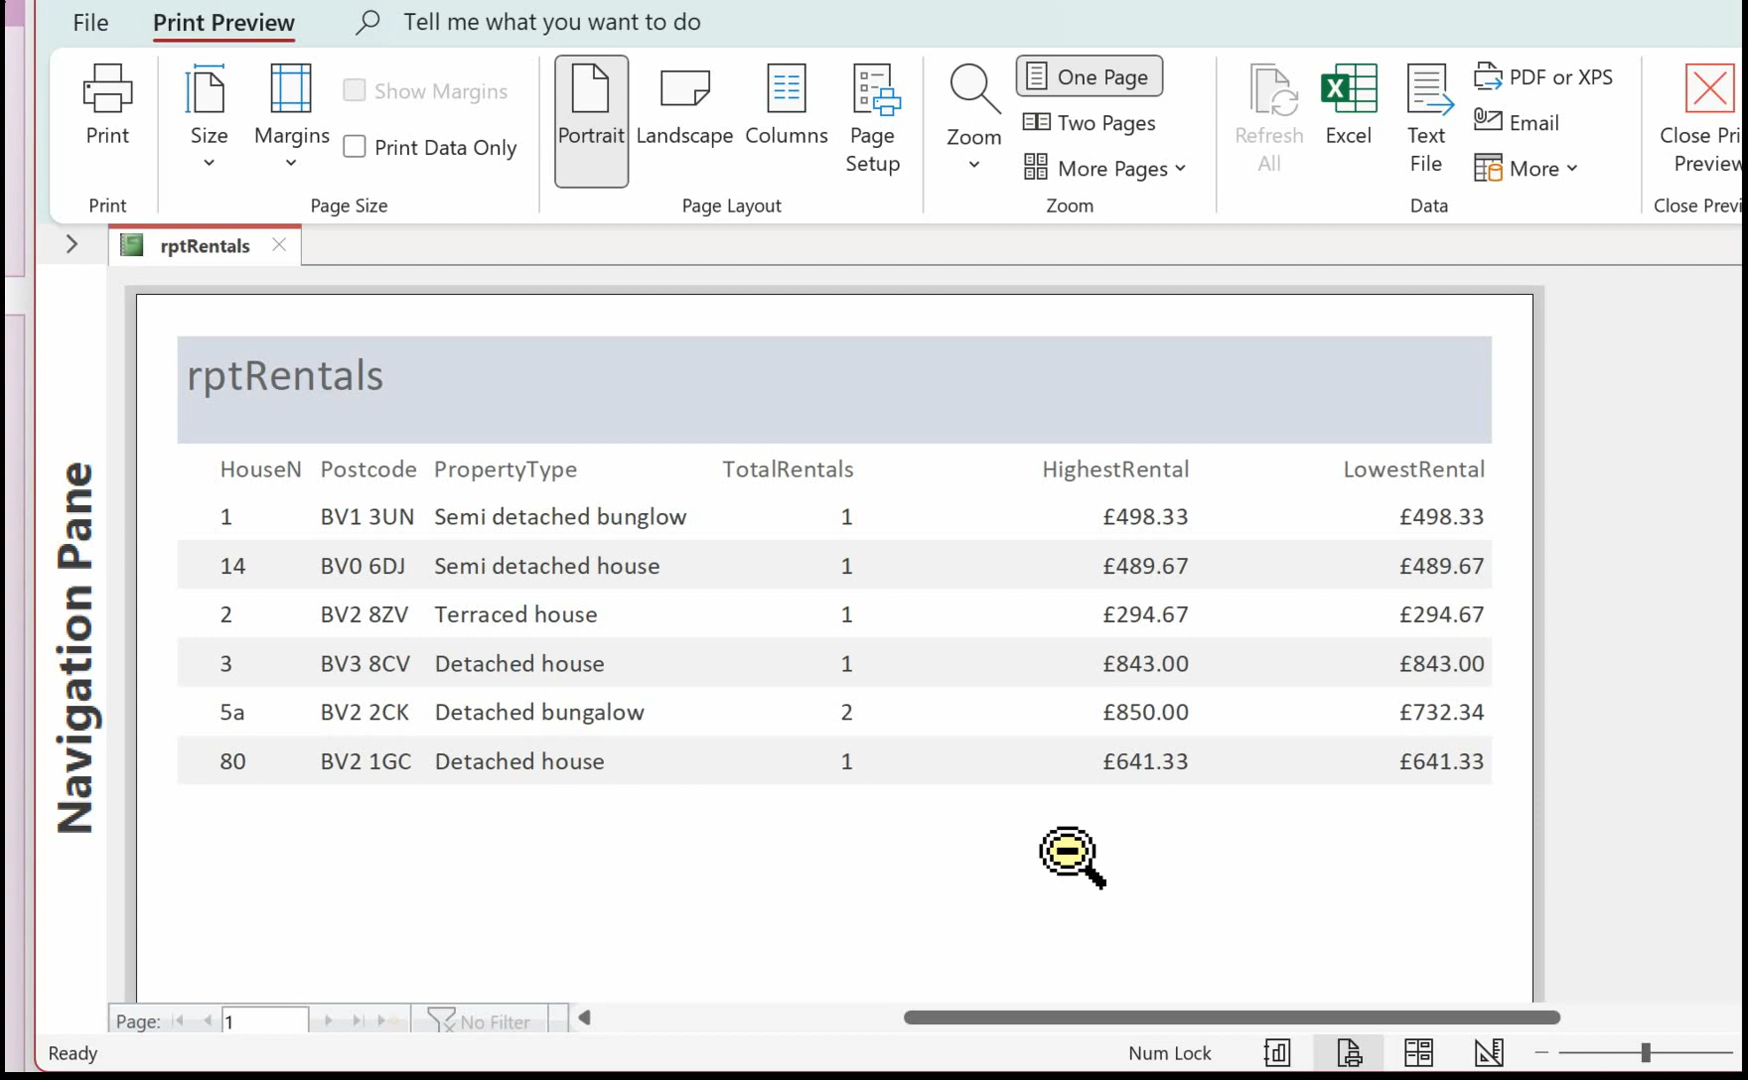 File Print Preview Tell me what you want to do
Print
Size
Margins
Show Margins
Print Data Only
Portrait
Landscape
Columns
Page
Setup
Zoom
One Page
Two Pages
More Pages
Refresh
All
Excel
Text
File
PDF or XPS
Email
More
Close Pri
Preview
Print Page Size Page Layout Zoom Data Close Previ
rptRentals
Navigation Pane
rptRentals
HouseN Postcode PropertyType TotalRentals HighestRental LowestRental
1 BV1 3UN Semi detached bunglow 1 £498.33 £498.33
14 BV0 6DJ Semi detached house 1 £489.67 £489.67
2 BV2 8ZV Terraced house 1 £294.67 £294.67
3 BV3 8CV Detached house 1 £843.00 £843.00
5a BV2 2CK Detached bungalow 2 £850.00 £732.34
80 BV2 1GC Detached house 1 £641.33 £641.33
Page: 1 No Filter
Ready Num Lock